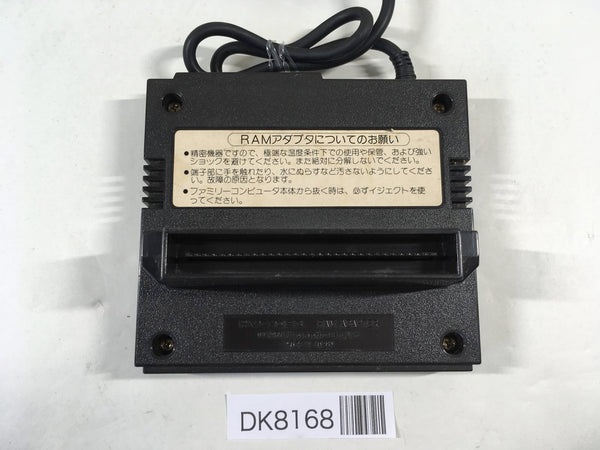 RAMアダプタについてのお願い
●精密機器ですので、極端な温度条件下での使用や保管、および強い
ショックを避けてください。また絶対に分解しないでください。
●端子部に手を触れたり、水にぬらすなど汚さないようにしてくださ
い。故障の原因となります。
●ファミリーコンピュータ本体から抜く時は、必ずイジェクトを使
ってください。
DK8168